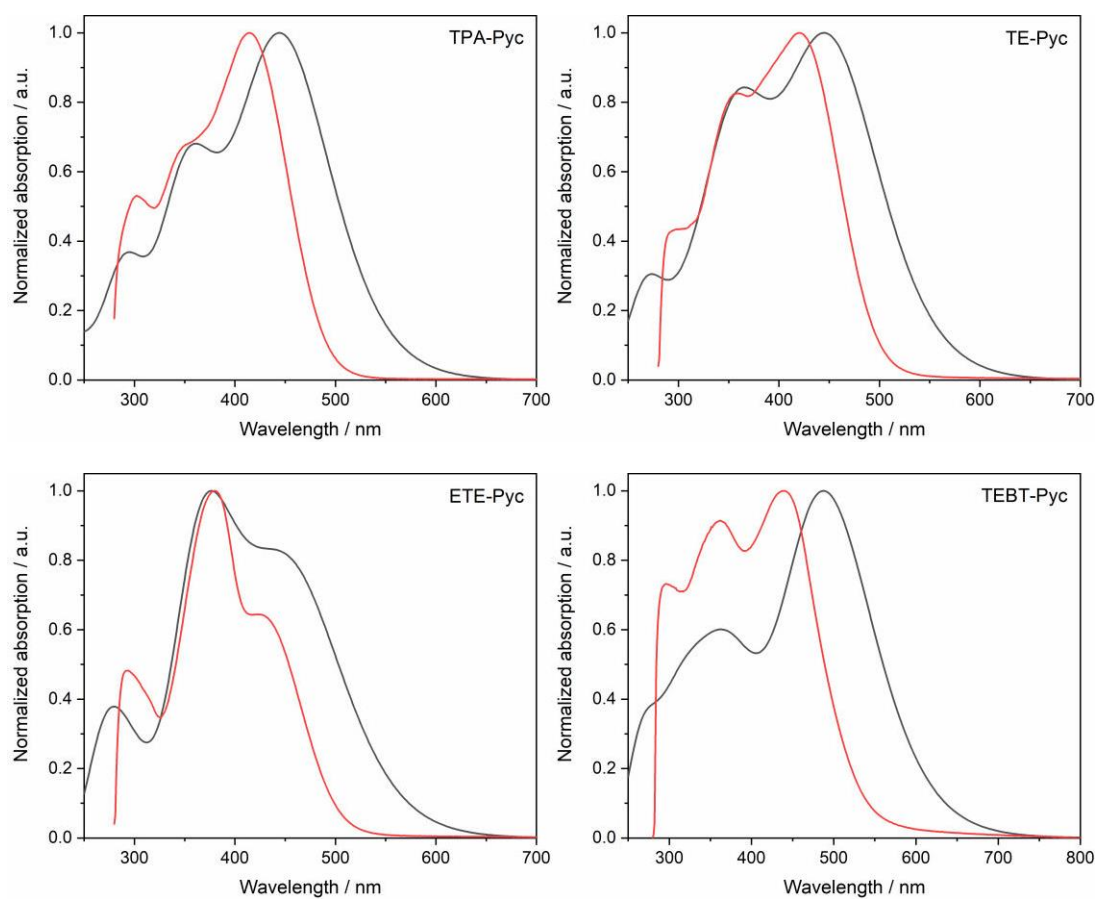 TPA-Pyc
Normalized absorption / a.u.
1.0
0.8
0.6
0.4
0.2
0.0
300 400 500 600 700
Wavelength / nm
TE-Pyc
Normalized absorption / a.u.
1.0
0.8
0.6
0.4
0.2
0.0
300 400 500 600 700
Wavelength / nm
ETE-Pyc
Normalized absorption / a.u.
1.0
0.8
0.6
0.4
0.2
0.0
300 400 500 600 700
Wavelength / nm
TEBT-Pyc
Normalized absorption / a.u.
1.0
0.8
0.6
0.4
0.2
0.0
300 400 500 600 700 800
Wavelength / nm